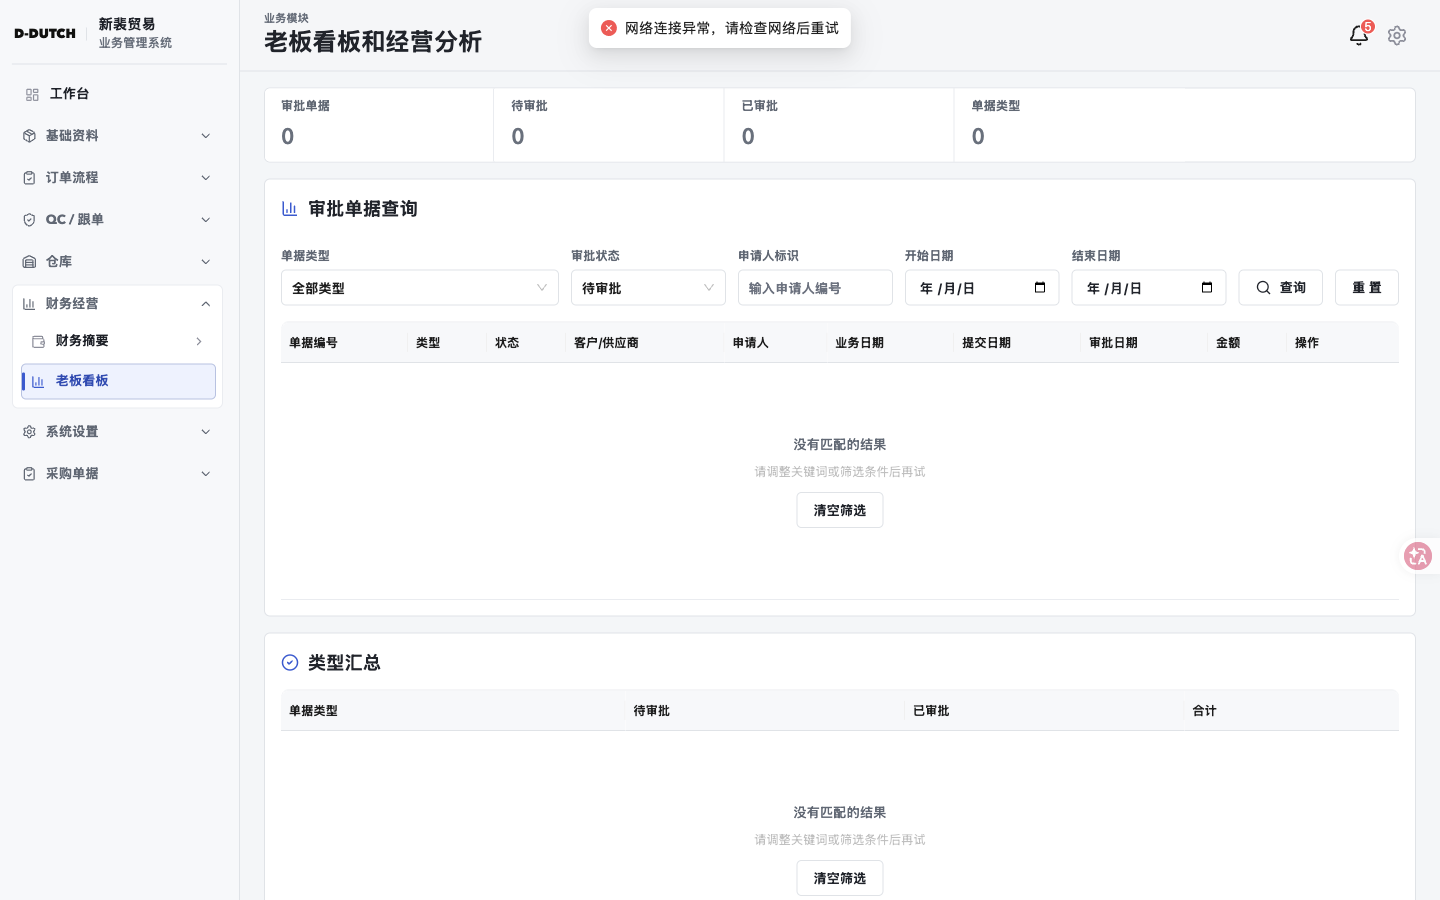 D-DUTCH
新裴贸易
业务管理系统
工作台
基础资料
订单流程
QC / 跟单
仓库
财务经营
财务摘要
老板看板
系统设置
采购单据
业务模块
老板看板和经营分析
网络连接异常，请检查网络后重试
5
审批单据
0
待审批
0
已审批
0
单据类型
0
审批单据查询
单据类型
全部类型
审批状态
待审批
申请人标识
输入申请人编号
开始日期
年 /月/日
结束日期
年 /月/日
查询
重 置
单据编号 类型 状态 客户/供应商 申请人 业务日期 提交日期 审批日期 金额 操作
没有匹配的结果
请调整关键词或筛选条件后再试
清空筛选
类型汇总
单据类型 待审批 已审批 合计
没有匹配的结果
请调整关键词或筛选条件后再试
清空筛选